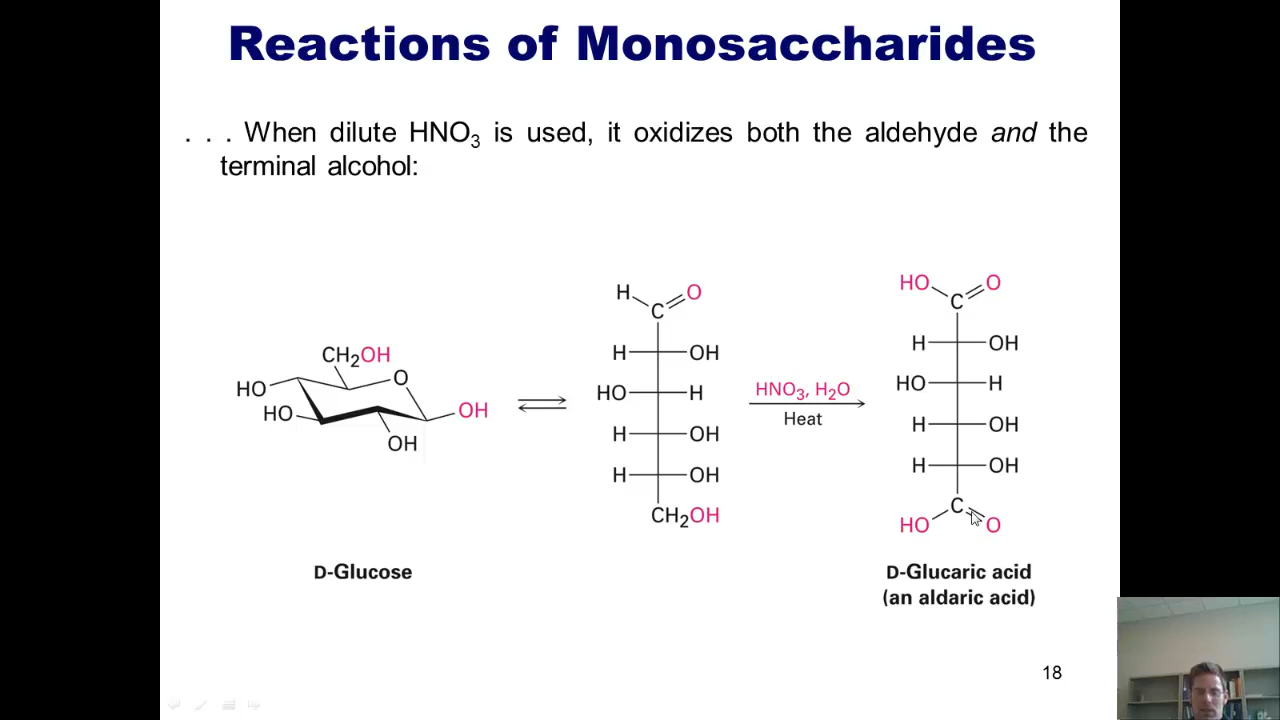 Reactions of Monosaccharides
. . . When dilute HNO3 is used, it oxidizes both the aldehyde and the
terminal alcohol:
CH2OH
HO
O
HO
OH
OH
H
O
C
H
OH
HO
H
H
OH
H
OH
CH2OH
HNO3, H2O
Heat
HO
O
C
H
OH
HO
H
H
OH
H
OH
C
HO
O
D-Glucose
D-Glucaric acid
(an aldaric acid)
18